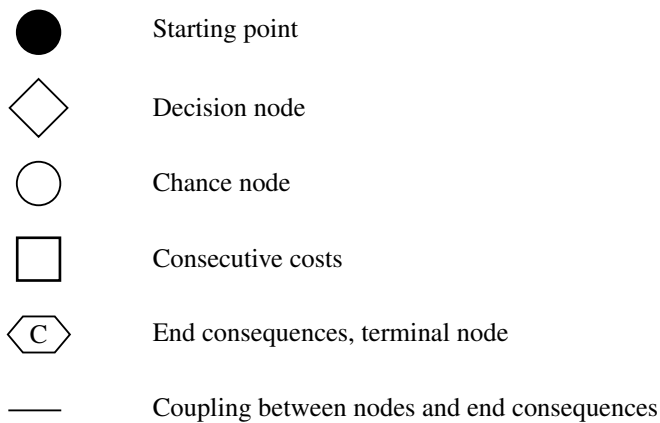 Starting point
Decision node
Chance node
Consecutive costs
C End consequences, terminal node
Coupling between nodes and end consequences